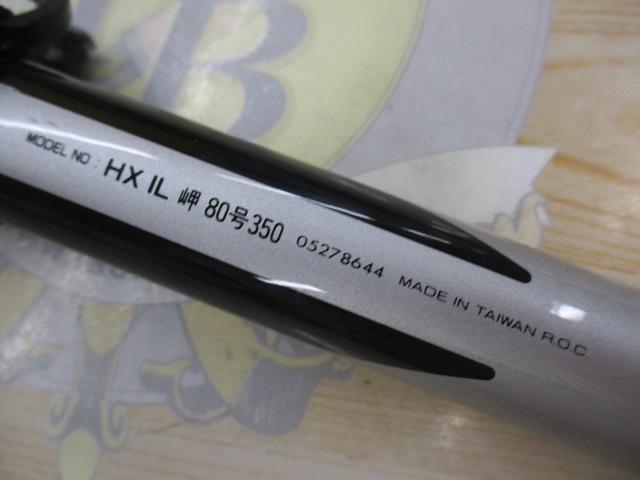 MODEL NO : HX IL 岬 80号350 05278644 MADE IN TAIWAN R.O.C.
B